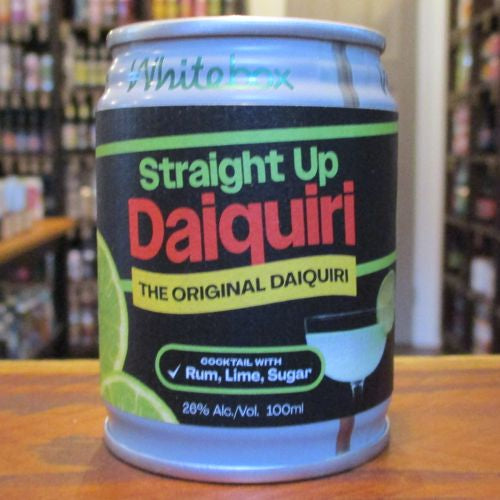 Whitebox
Straight Up
Daiquiri
THE ORIGINAL DAIQUIRI
COCKTAIL WITH
✓ Rum, Lime, Sugar
26% Alc./Vol. 100ml